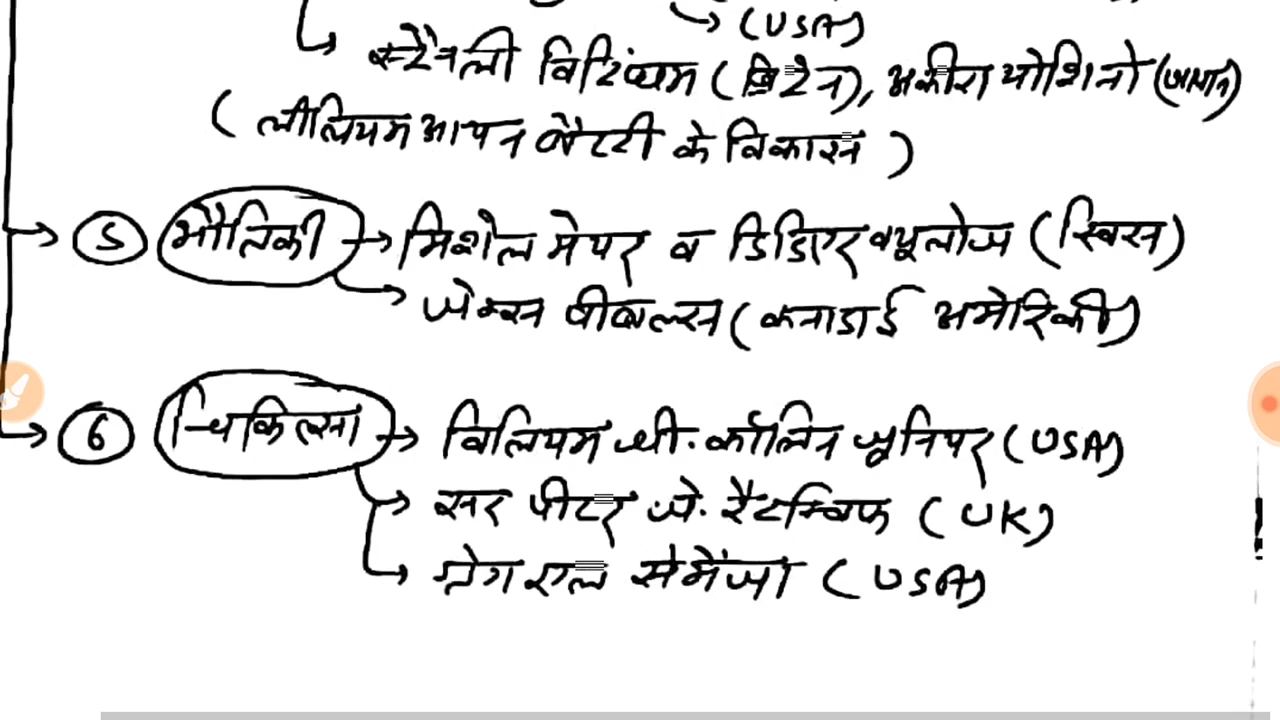 (USA)
स्टैनली विटिंघम (ब्रिटेन), अकीरा योशिनो (जापान)
(लीथियम आयन बैटरी के विकास)
5 भौतिकी → मिशेल मेयर व डिडिएर क्यूलोज (स्विस)
जेम्स पीबल्स (कनाडाई अमेरिकी)
6 चिकित्सा → विलियम जी. कॉलिन जूनियर (USA)
सर पीटर जे. रैटक्लिफ (UK)
ग्रेग एल सेमेंजा (USA)